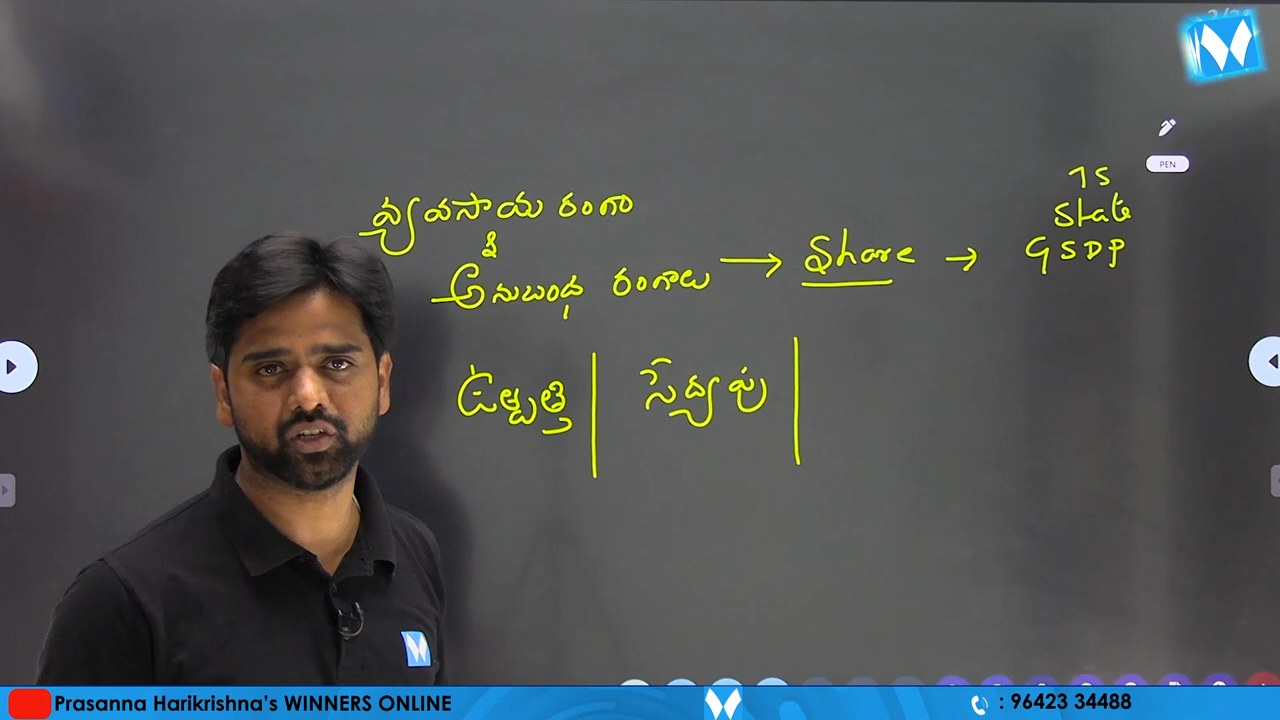 TS
State
GSDP
వ్యవసాయ రంగం
&
అనుబంధ రంగాలు → Share →
ఉత్పత్తి | సేద్యపు |
PEN
Prasanna Harikrishna's WINNERS ONLINE
: 96423 34488